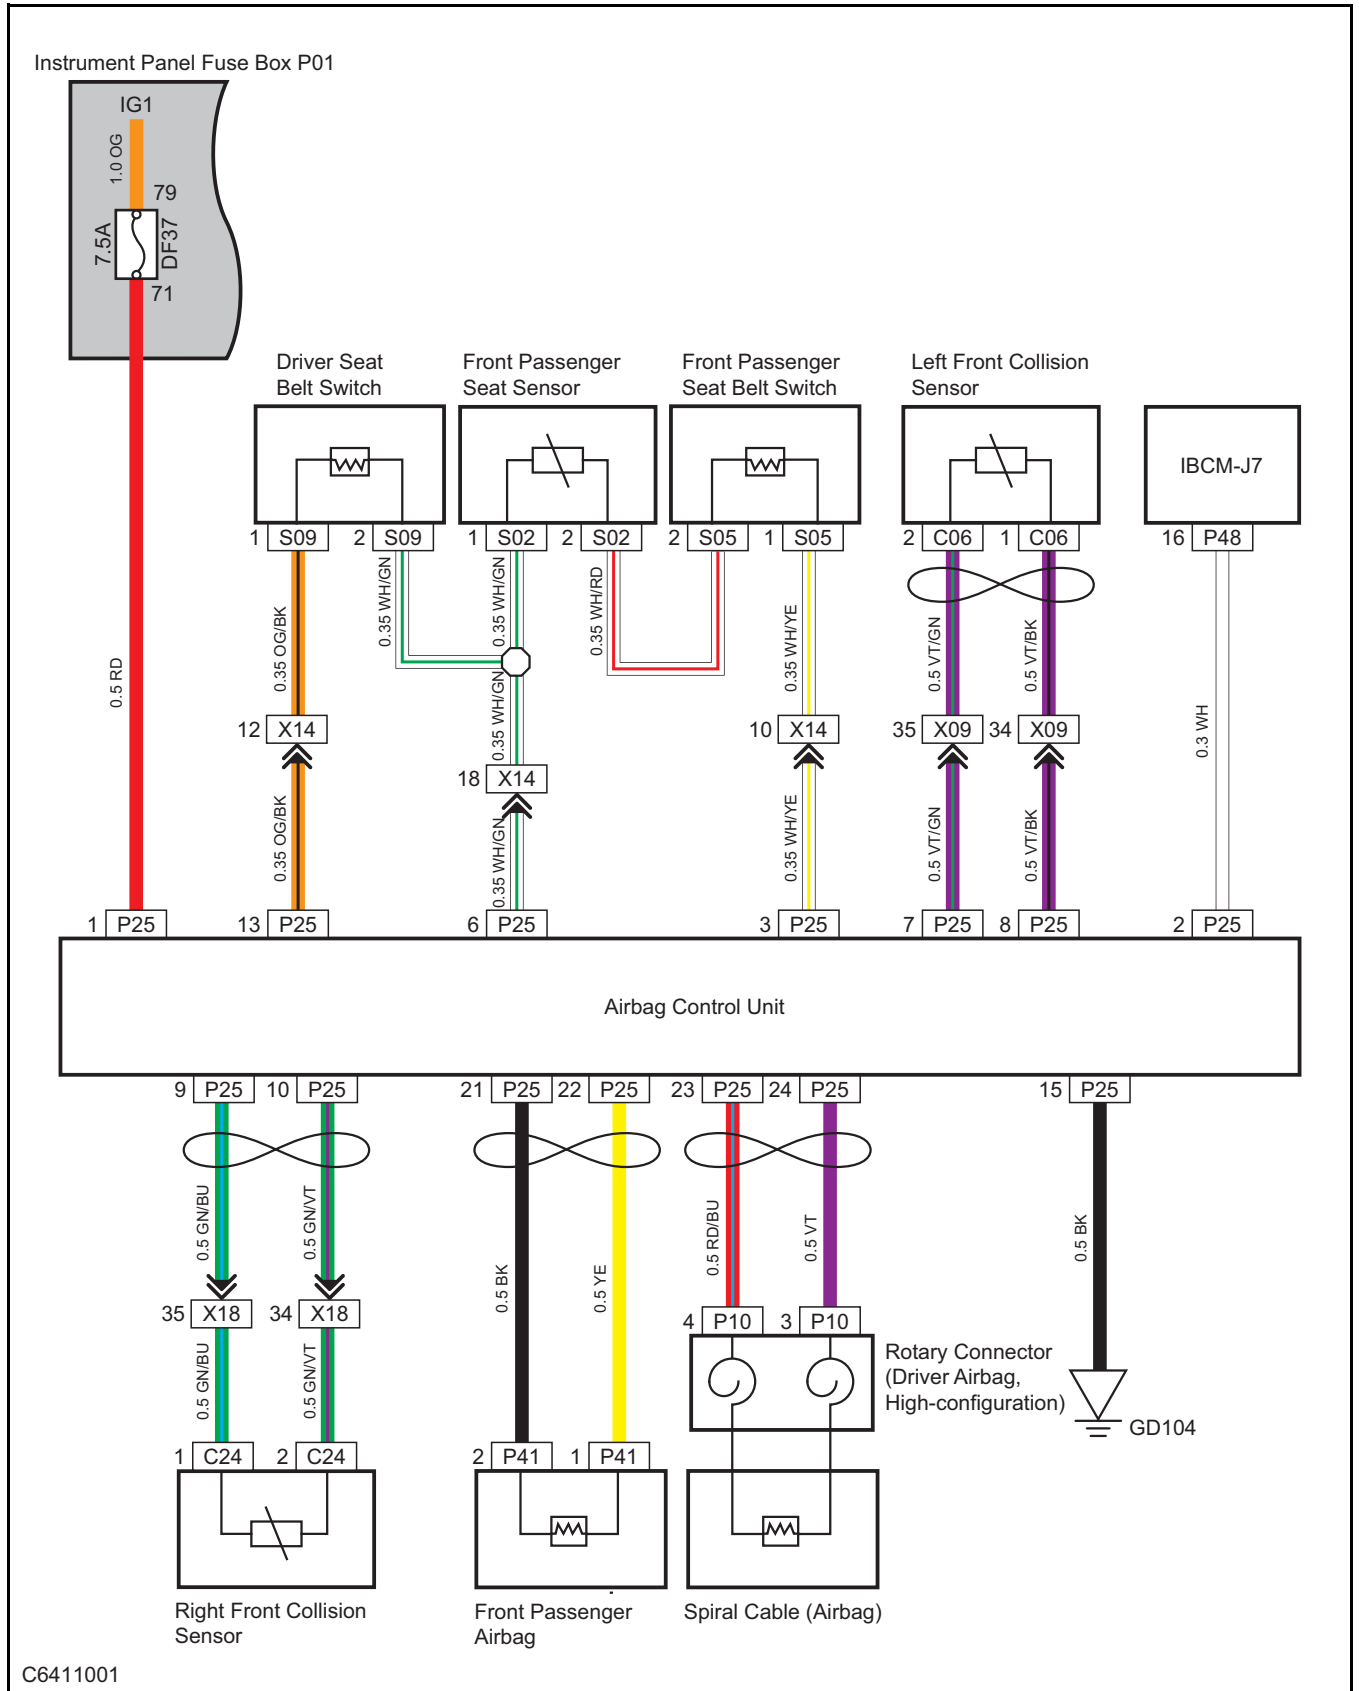 Instrument Panel Fuse Box P01
IG1
1.0 OG
79
7.5A
DF37
71
Driver Seat
Belt Switch
Front Passenger
Seat Sensor
Front Passenger
Seat Belt Switch
Left Front Collision
Sensor
IBCM-J7
1 S09
2 S09
1 S02
2 S02
2 S05
1 S05
2 C06
1 C06
16 P48
0.5 RD
0.35 OG/BK
0.35 WH/GN
0.35 WH/GN
0.35 WH/RD
0.35 WH/YE
0.5 VT/GN
0.5 VT/BK
0.3 WH
0.35 WH/GN
12 X14
18 X14
10 X14
35 X09
34 X09
0.35 OG/BK
0.35 WH/GN
0.35 WH/YE
0.5 VT/GN
0.5 VT/BK
1 P25
13 P25
6 P25
3 P25
7 P25
8 P25
2 P25
Airbag Control Unit
9 P25
10 P25
21 P25
22 P25
23 P25
24 P25
15 P25
0.5 GN/BU
0.5 GN/VT
0.5 BK
0.5 YE
0.5 RD/BU
0.5 VT
0.5 BK
35 X18
34 X18
4 P10
3 P10
0.5 GN/BU
0.5 GN/VT
Rotary Connector
(Driver Airbag,
High-configuration)
GD104
1 C24
2 C24
2 P41
1 P41
Right Front Collision
Sensor
Front Passenger
Airbag
Spiral Cable (Airbag)
C6411001